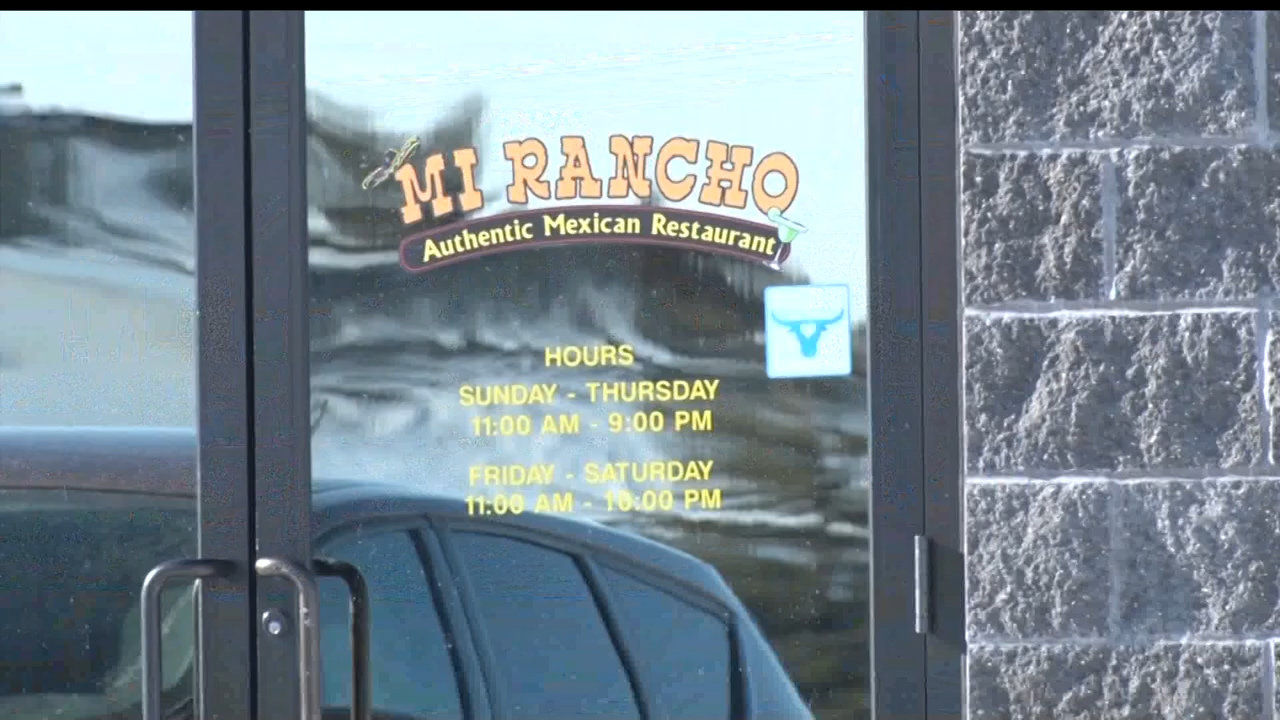 MI RANCHO
Authentic Mexican Restaurant
HOURS
SUNDAY - THURSDAY
11:00 AM - 9:00 PM
FRIDAY - SATURDAY
11:00 AM - 10:00 PM